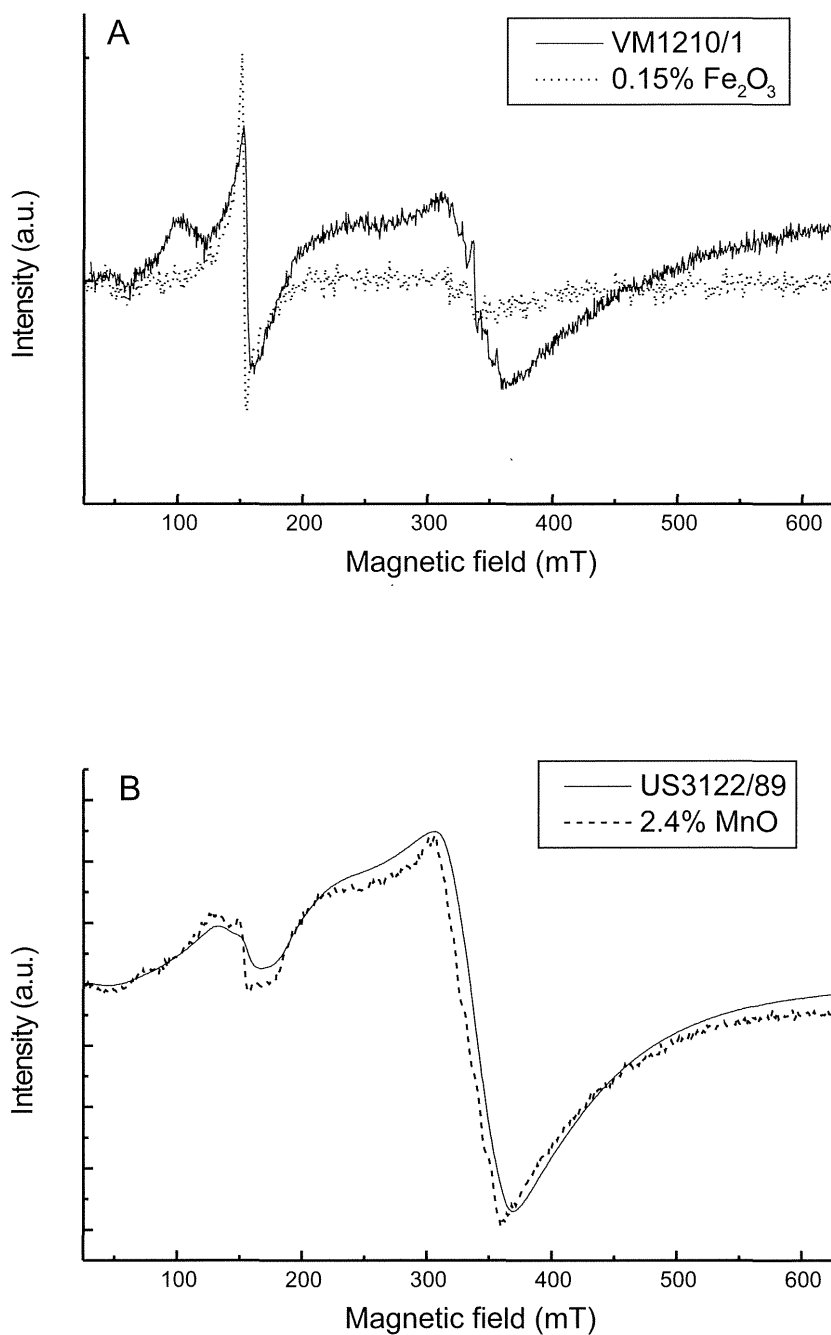 A
VM1210/1
0.15% Fe₂O₃
Intensity (a.u.)
100 200 300 400 500 600
Magnetic field (mT)
B
US3122/89
2.4% MnO
Intensity (a.u.)
100 200 300 400 500 600
Magnetic field (mT)